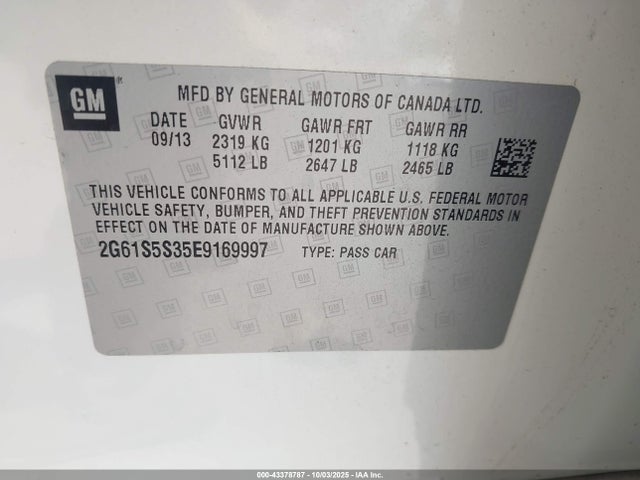 GM®
MFD BY GENERAL MOTORS OF CANADA LTD.
DATE GVWR GAWR FRT GAWR RR
09/13 2319 KG 1201 KG 1118 KG
5112 LB 2647 LB 2465 LB
THIS VEHICLE CONFORMS TO ALL APPLICABLE U.S. FEDERAL MOTOR
VEHICLE SAFETY, BUMPER, AND THEFT PREVENTION STANDARDS IN
EFFECT ON THE DATE OF MANUFACTURE SHOWN ABOVE.
2G61S5S35E9169997 TYPE: PASS CAR
000-43378787 - 10/03/2025 - IAA Inc.